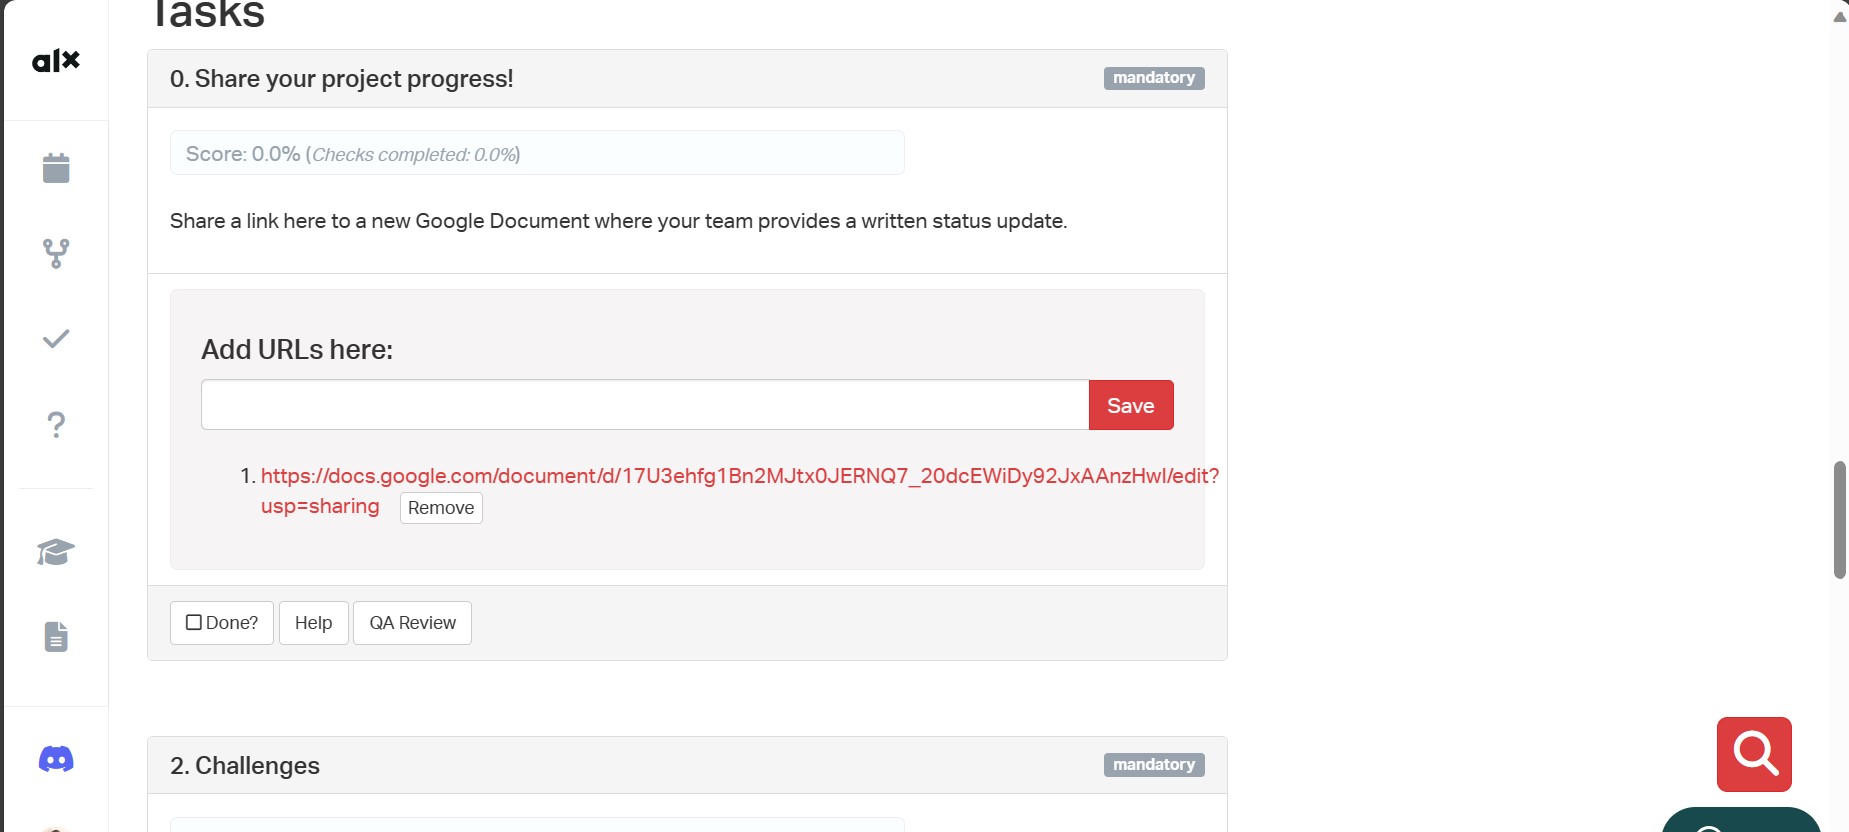 Tasks
alx
0. Share your project progress!
mandatory
Score: 0.0% (Checks completed: 0.0%)
Share a link here to a new Google Document where your team provides a written status update.
Add URLs here:
Save
1. https://docs.google.com/document/d/17U3ehfg1Bn2MJtx0JERNQ7_20dcEWiDy92JxAAnzHwI/edit?
usp=sharing Remove
Done? Help QA Review
2. Challenges
mandatory